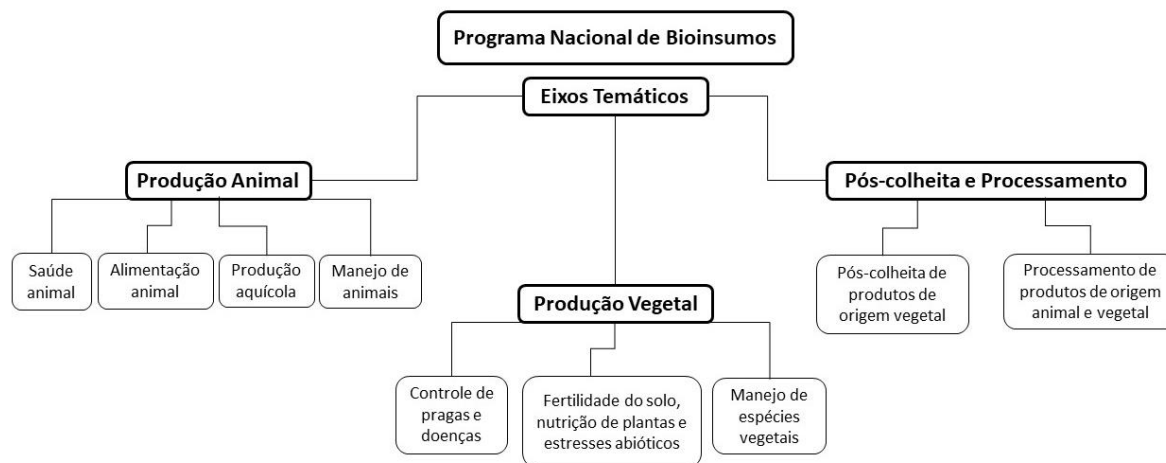 Programa Nacional de Bioinsumos
Eixos Temáticos
Produção Animal
Saúde
animal
Alimentação
animal
Produção
aquícola
Manejo de
animais
Produção Vegetal
Controle de
pragas e
doenças
Fertilidade do solo,
nutrição de plantas e
estresses abióticos
Manejo de
espécies
vegetais
Pós-colheita e Processamento
Pós-colheita de
produtos de
origem vegetal
Processamento de
produtos de origem
animal e vegetal